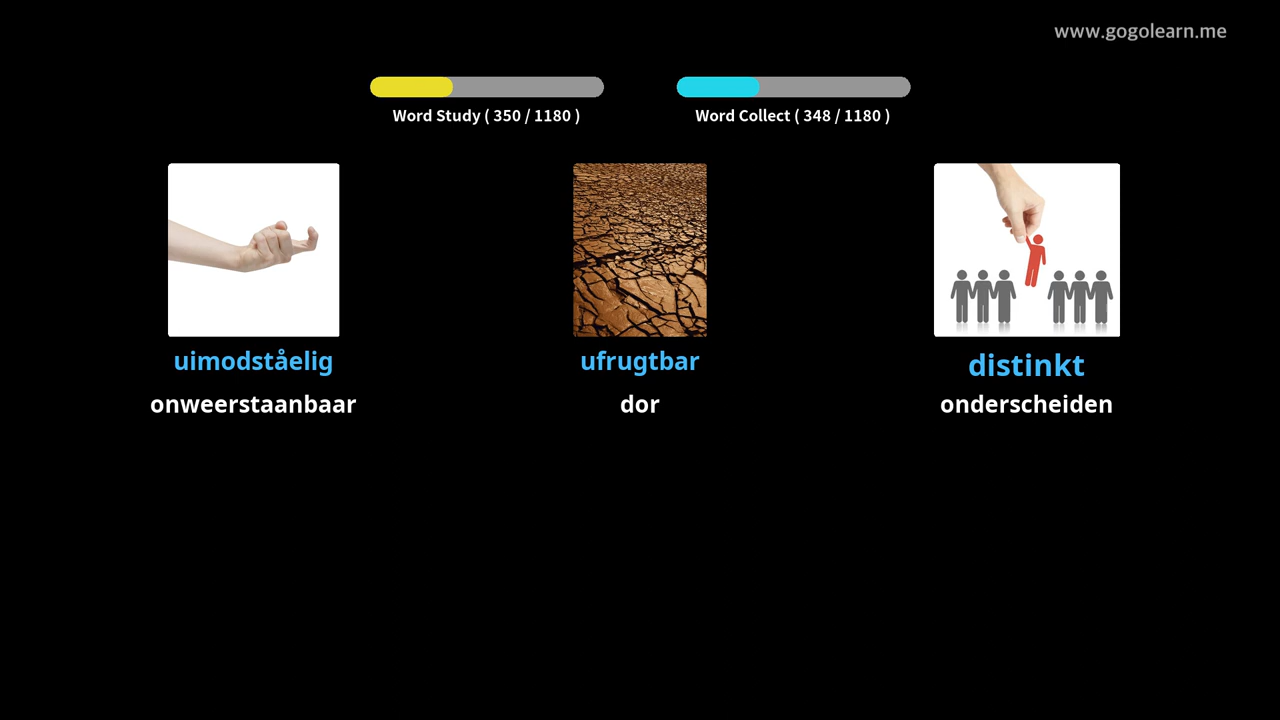 www.gogolearn.me
Word Study ( 350 / 1180 )
Word Collect ( 348 / 1180 )
uimodståelig
ufrugtbar
distinkt
onweerstaanbaar
dor
onderscheiden